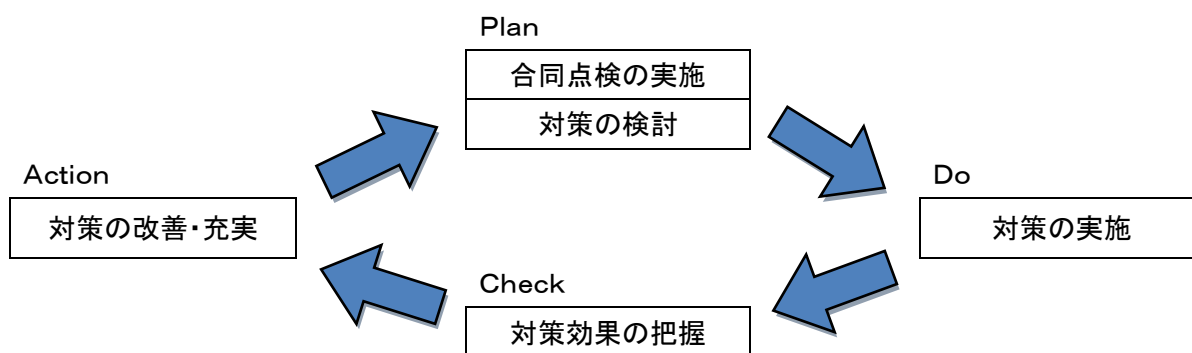 Plan
合同点検の実施
対策の検討
Action
対策の改善・充実
Do
対策の実施
Check
対策効果の把握